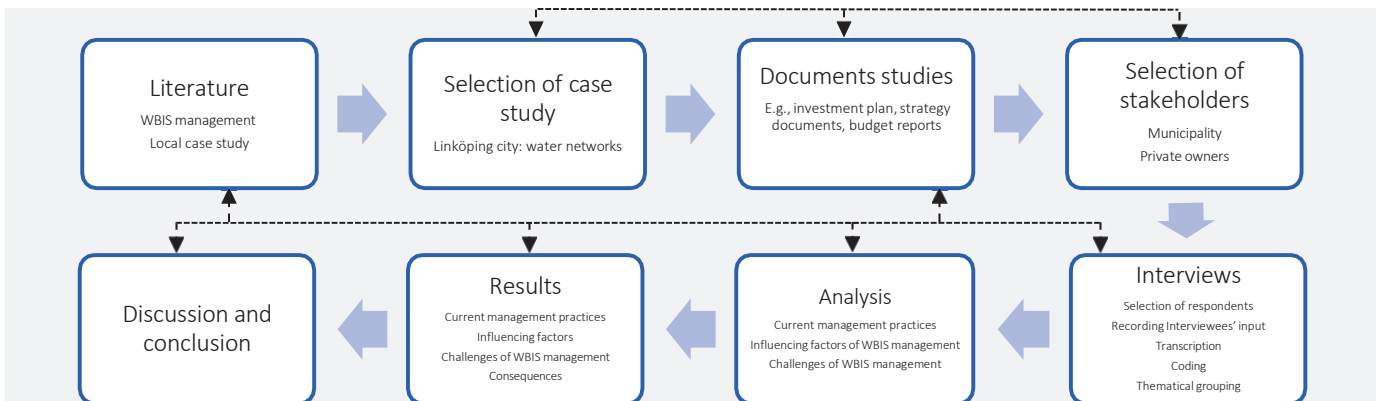 Literature
WBIS management
Local case study
Selection of case
study
Linköping city: water networks
Documents studies
E.g., investment plan, strategy
documents, budget reports
Selection of
stakeholders
Municipality
Private owners
Interviews
Selection of respondents
Recording Interviewees' input
Transcription
Coding
Thematical grouping
Analysis
Current management practices
Influencing factors of WBIS management
Challenges of WBIS management
Results
Current management practices
Influencing factors
Challenges of WBIS management
Consequences
Discussion and
conclusion